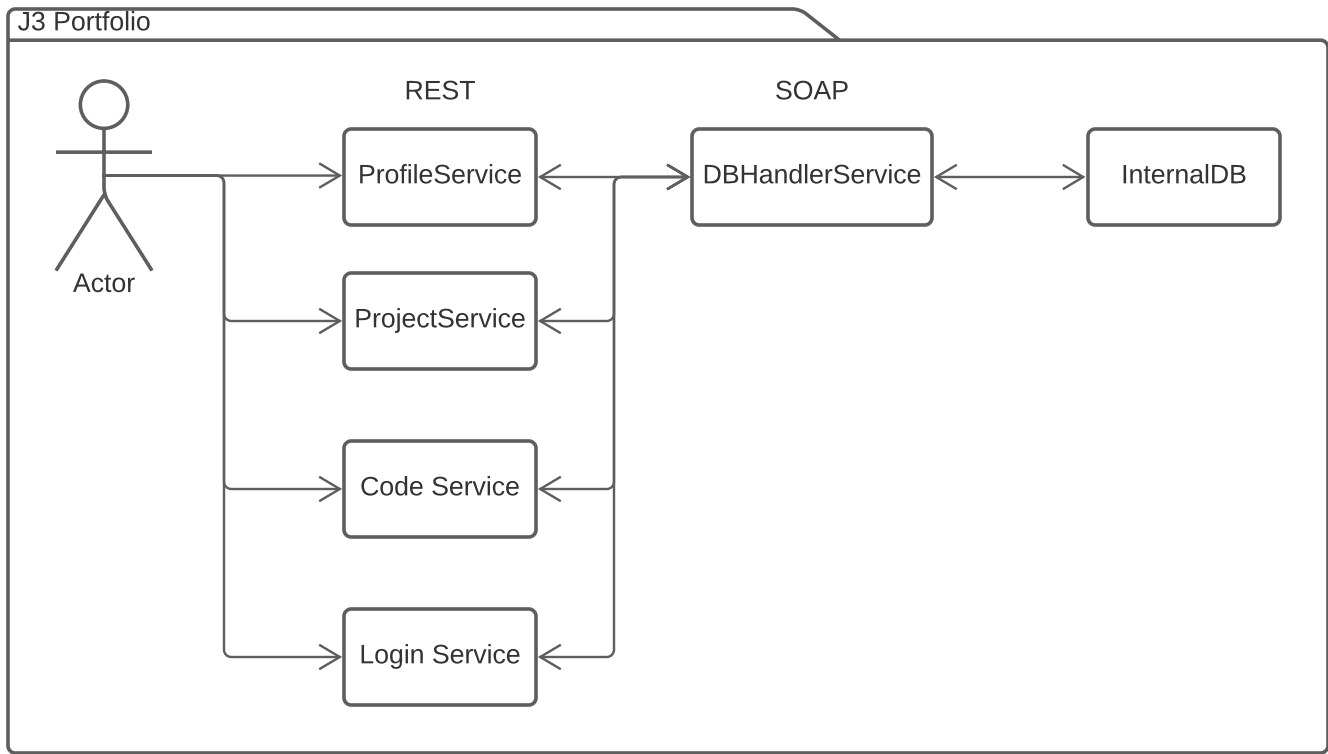 J3 Portfolio
REST
SOAP
ProfileService
DBHandlerService
InternalDB
Actor
ProjectService
Code Service
Login Service